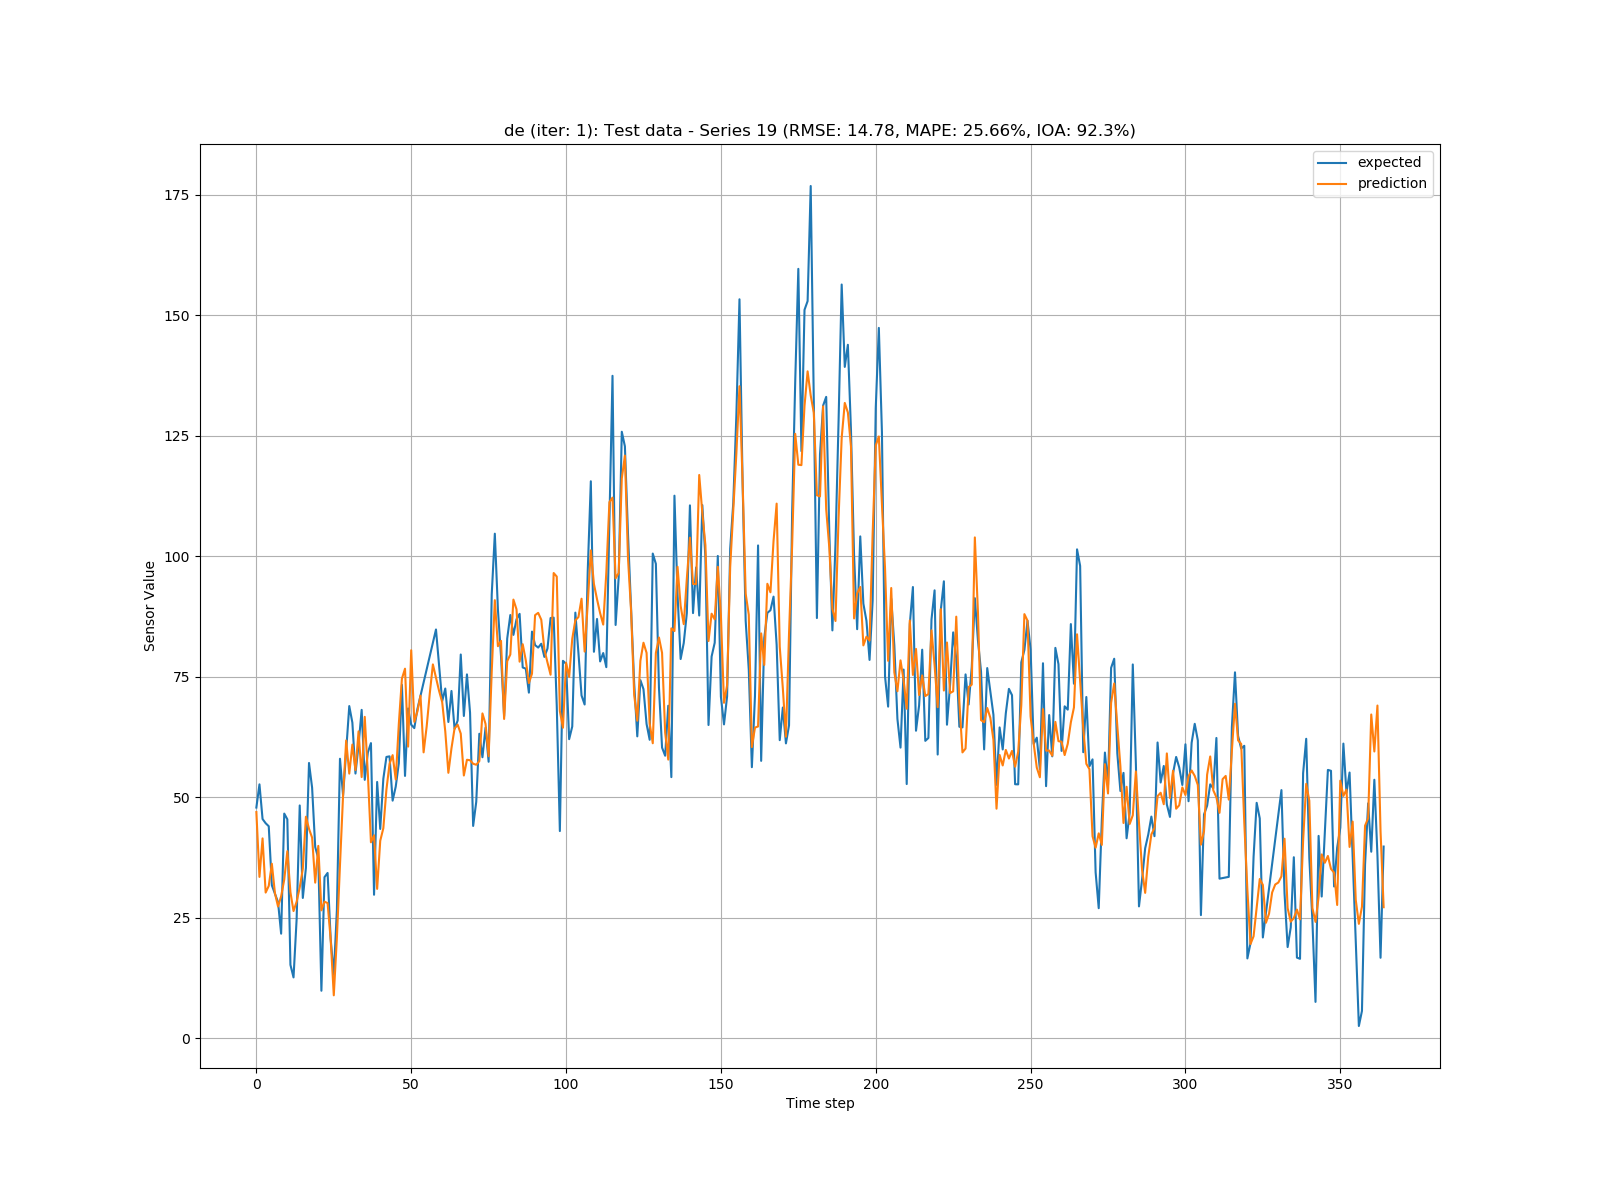 de (iter: 1): Test data - Series 19 (RMSE: 14.78, MAPE: 25.66%, IOA: 92.3%)
expected
prediction
175
150
125
100
75
50
25
0
Sensor Value
0 50 100 150 200 250 300 350
Time step